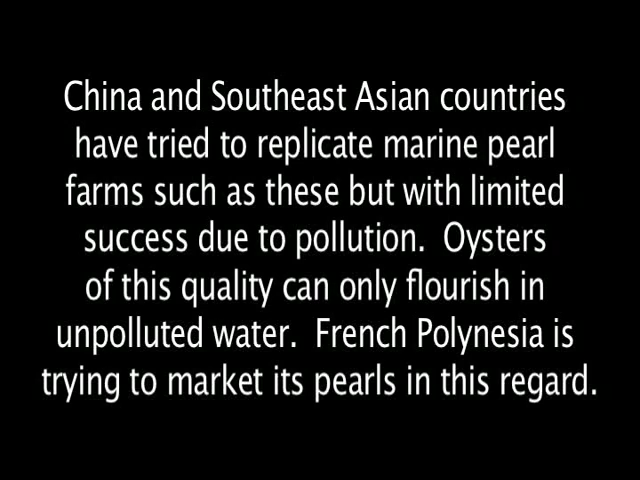 China and Southeast Asian countries
have tried to replicate marine pearl
farms such as these but with limited
success due to pollution.  Oysters
of this quality can only flourish in
unpolluted water.  French Polynesia is
trying to market its pearls in this regard.